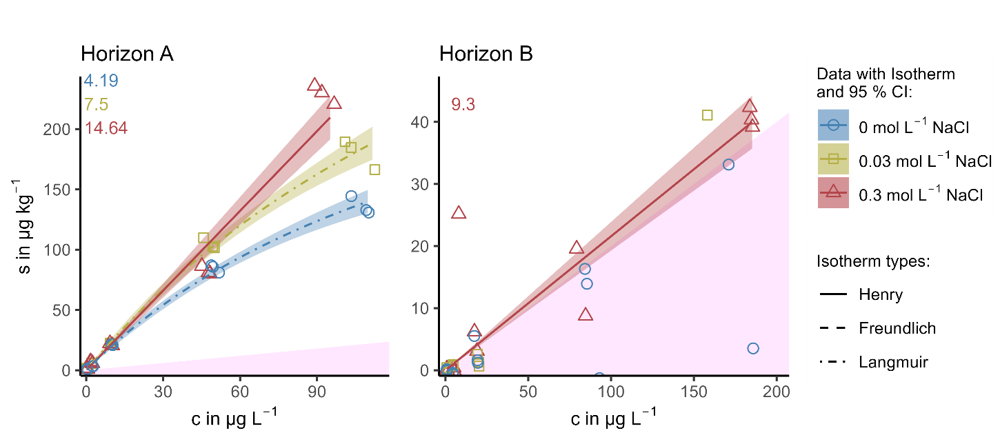 Horizon A
4.19
7.5
14.64
s in µg kg⁻¹
200
150
100
50
0
0 30 60 90
c in µg L⁻¹
Horizon B
9.3
40
30
20
10
0
0 50 100 150 200
c in µg L⁻¹
Data with Isotherm
and 95 % CI:
0 mol L⁻¹ NaCl
0.03 mol L⁻¹ NaCl
0.3 mol L⁻¹ NaCl
Isotherm types:
Henry
Freundlich
Langmuir